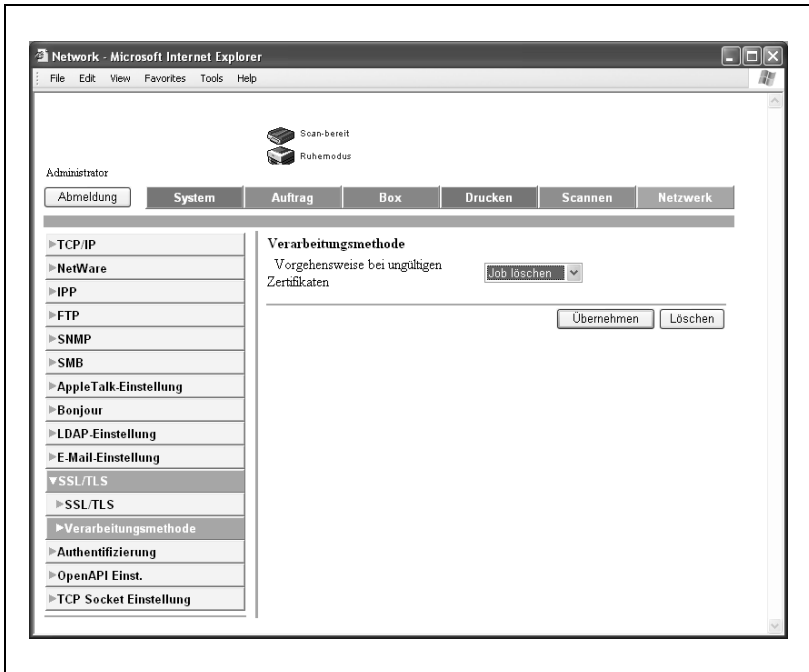 Network - Microsoft Internet Explorer
File Edit View Favorites Tools Help
Scan-bereit
Ruhemodus
Administrator
Abmeldung System Auftrag Box Drucken Scannen Netzwerk
TCP/IP
NetWare
IPP
FTP
SNMP
SMB
AppleTalk-Einstellung
Bonjour
LDAP-Einstellung
E-Mail-Einstellung
SSL/TLS
SSL/TLS
Verarbeitungsmethode
Authentifizierung
OpenAPI Einst.
TCP Socket Einstellung
Verarbeitungsmethode
Vorgehensweise bei ungültigen
Zertifikaten
Job löschen
Übernehmen Löschen